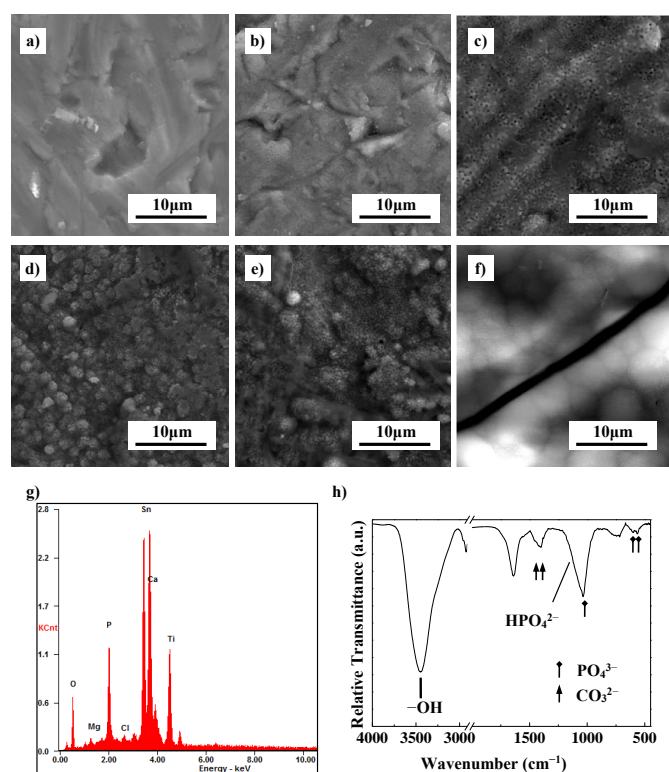 a)
b)
c)
10μm
10μm
10μm
d)
e)
f)
10μm
10μm
10μm
g)
h)
2.8
2.2
1.7
KCnt
1.1
0.6
0.0
Sn
Ca
P
Ti
O
Mg
Cl
0.00 2.00 4.00 6.00 8.00 10.00
Energy - keV
Relative Transmittance (a.u.)
HPO₄²⁻
−OH
PO₄³⁻
CO₃²⁻
4000 3500 3000 1500 1000 500
Wavenumber (cm⁻¹)